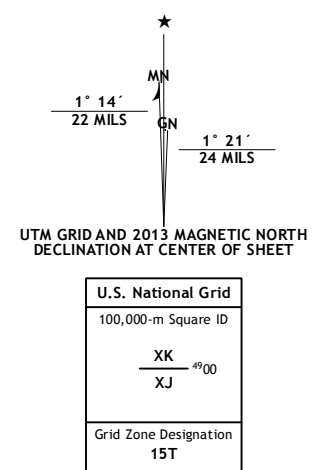 ★
MN
1° 14´
22 MILS
GN
1° 21´
24 MILS
UTM GRID AND 2013 MAGNETIC NORTH
DECLINATION AT CENTER OF SHEET
U.S. National Grid
100,000-m Square ID
XK
4900
XJ
Grid Zone Designation
15T